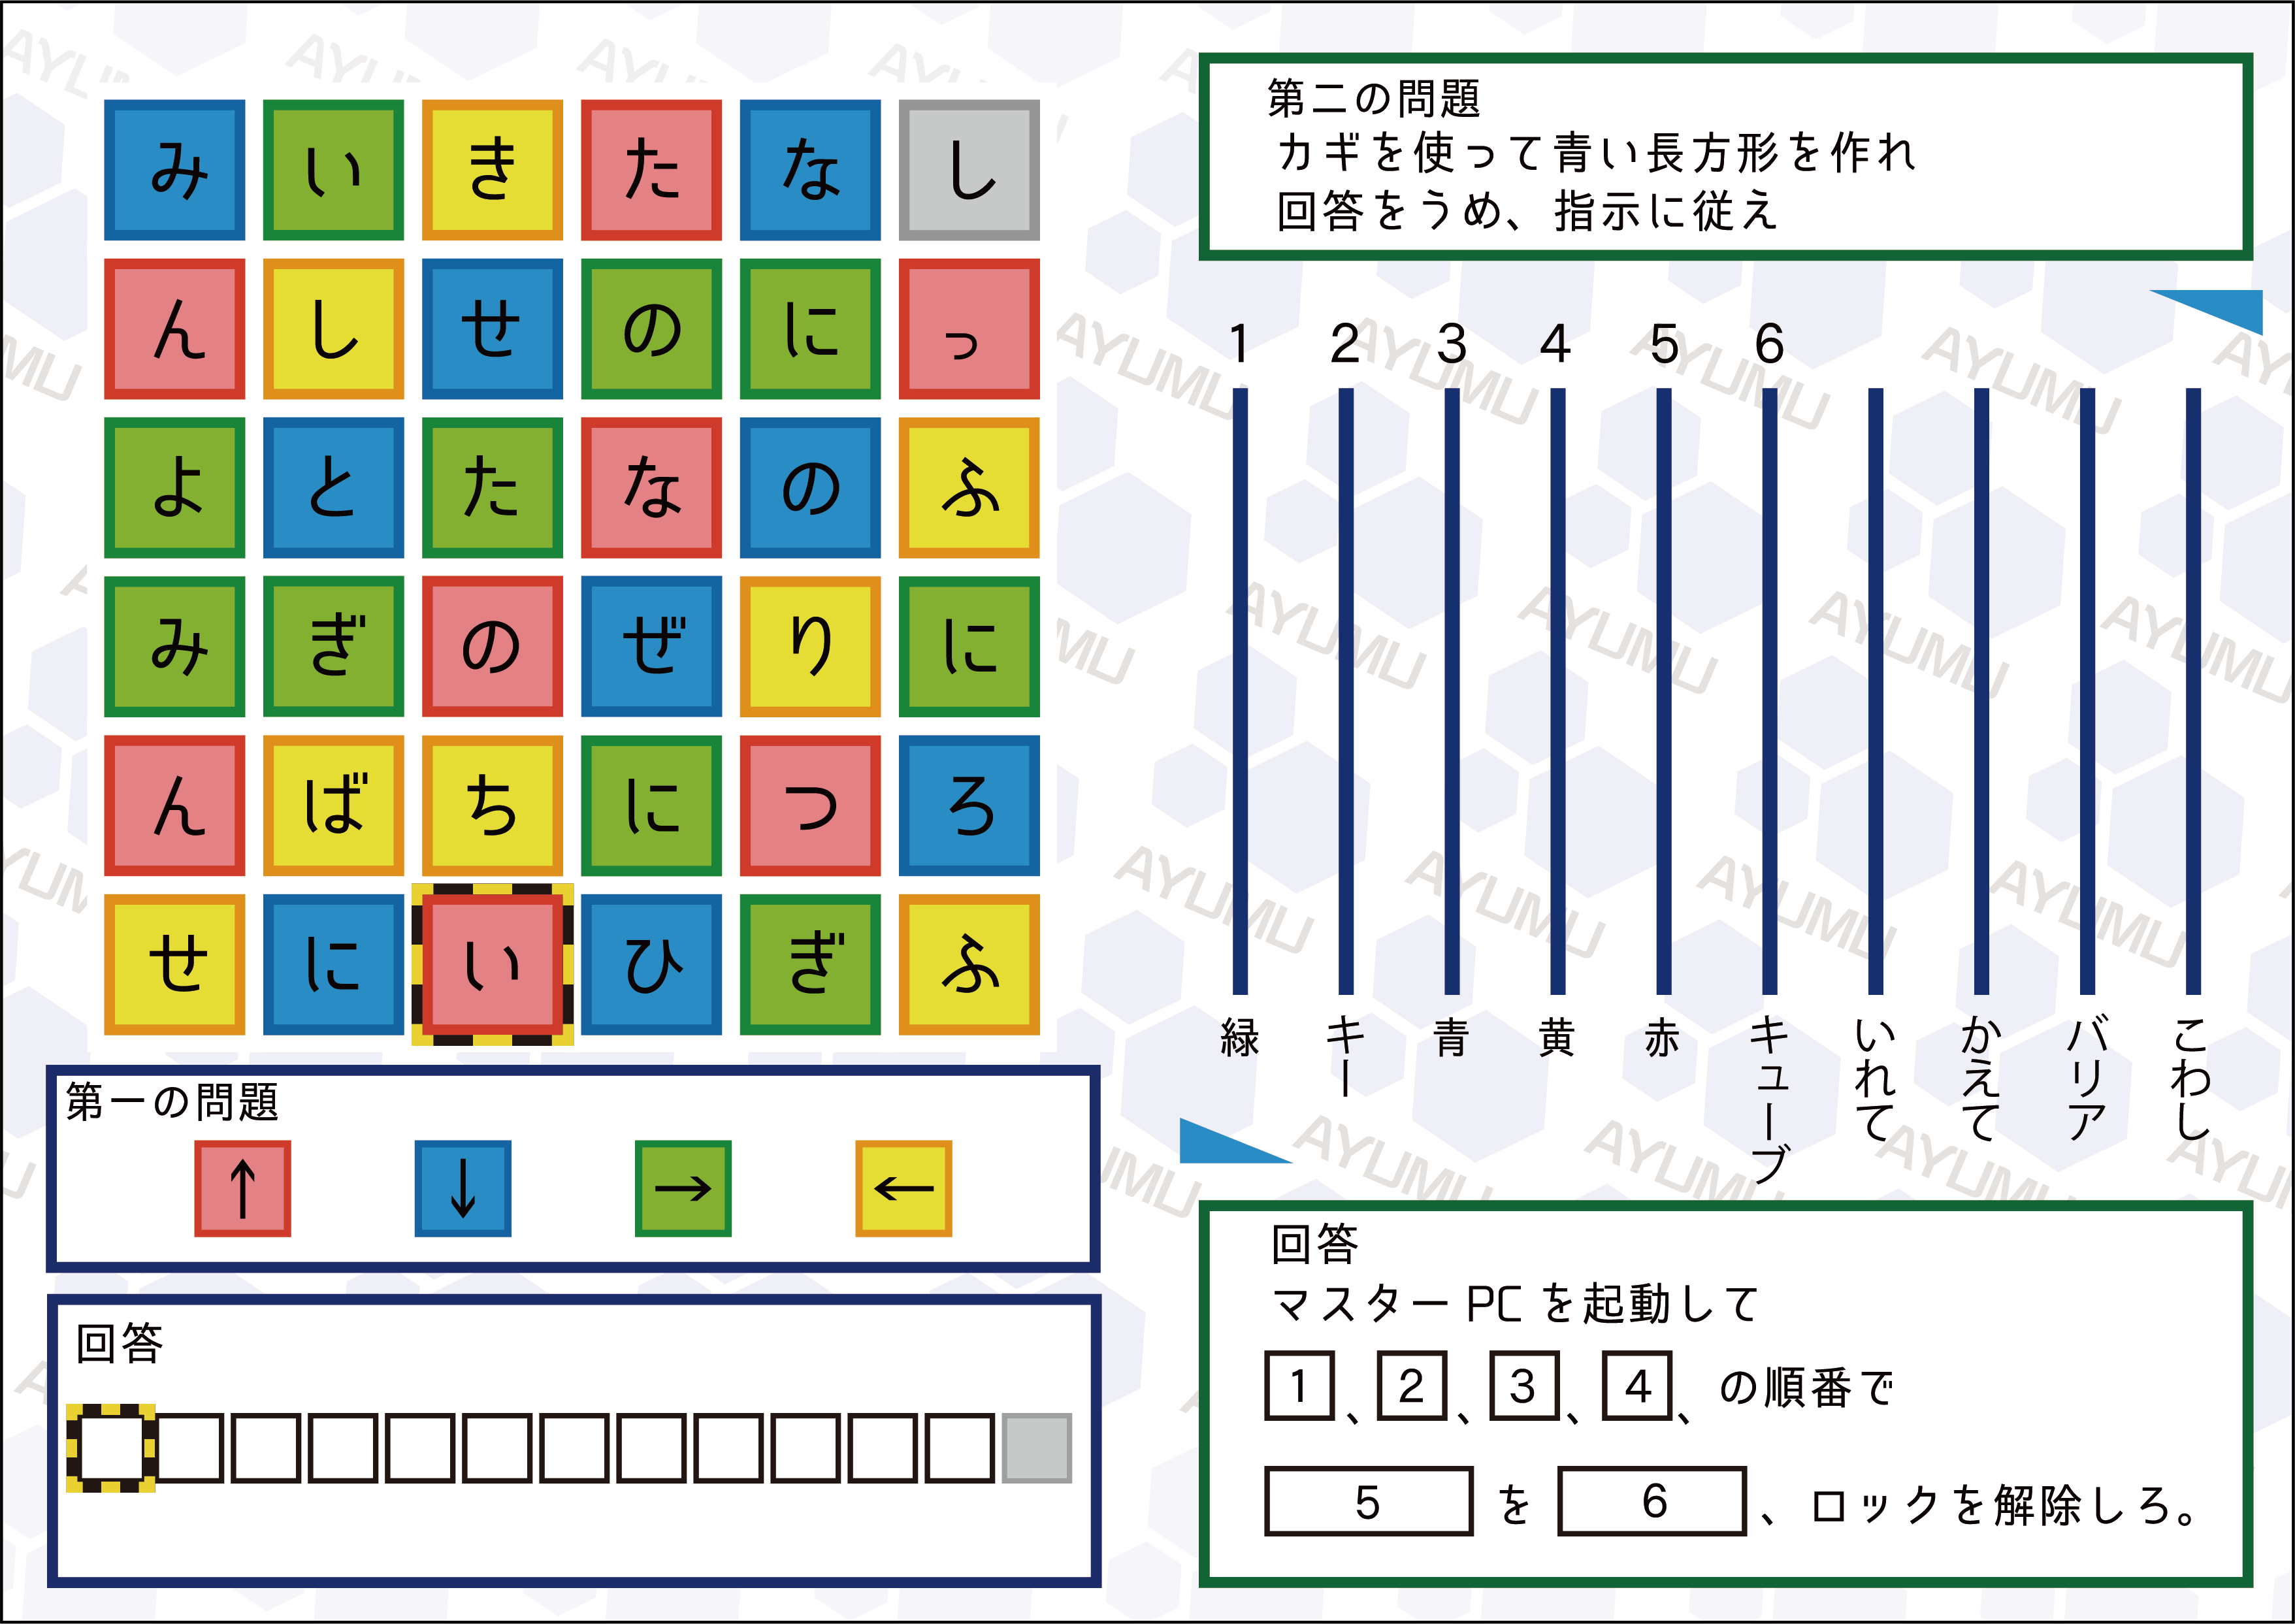 み い き た な し
ん し せ の に っ
よ と た な の ふ
み ぎ の ぜ り に
ん ば ち に つ ろ
せ に い ひ ぎ ふ
第一の問題
↑ ↓ → ←
回答
第二の問題
カギを使って青い長方形を作れ
回答をうめ、指示に従え
1 2 3 4 5 6
緑 キー 青 黄 赤 キューブ いれて かえて バリア こわし
回答
マスターPCを起動して
1、2、3、4、の順番で
5を6、ロックを解除しろ。
AYUMU